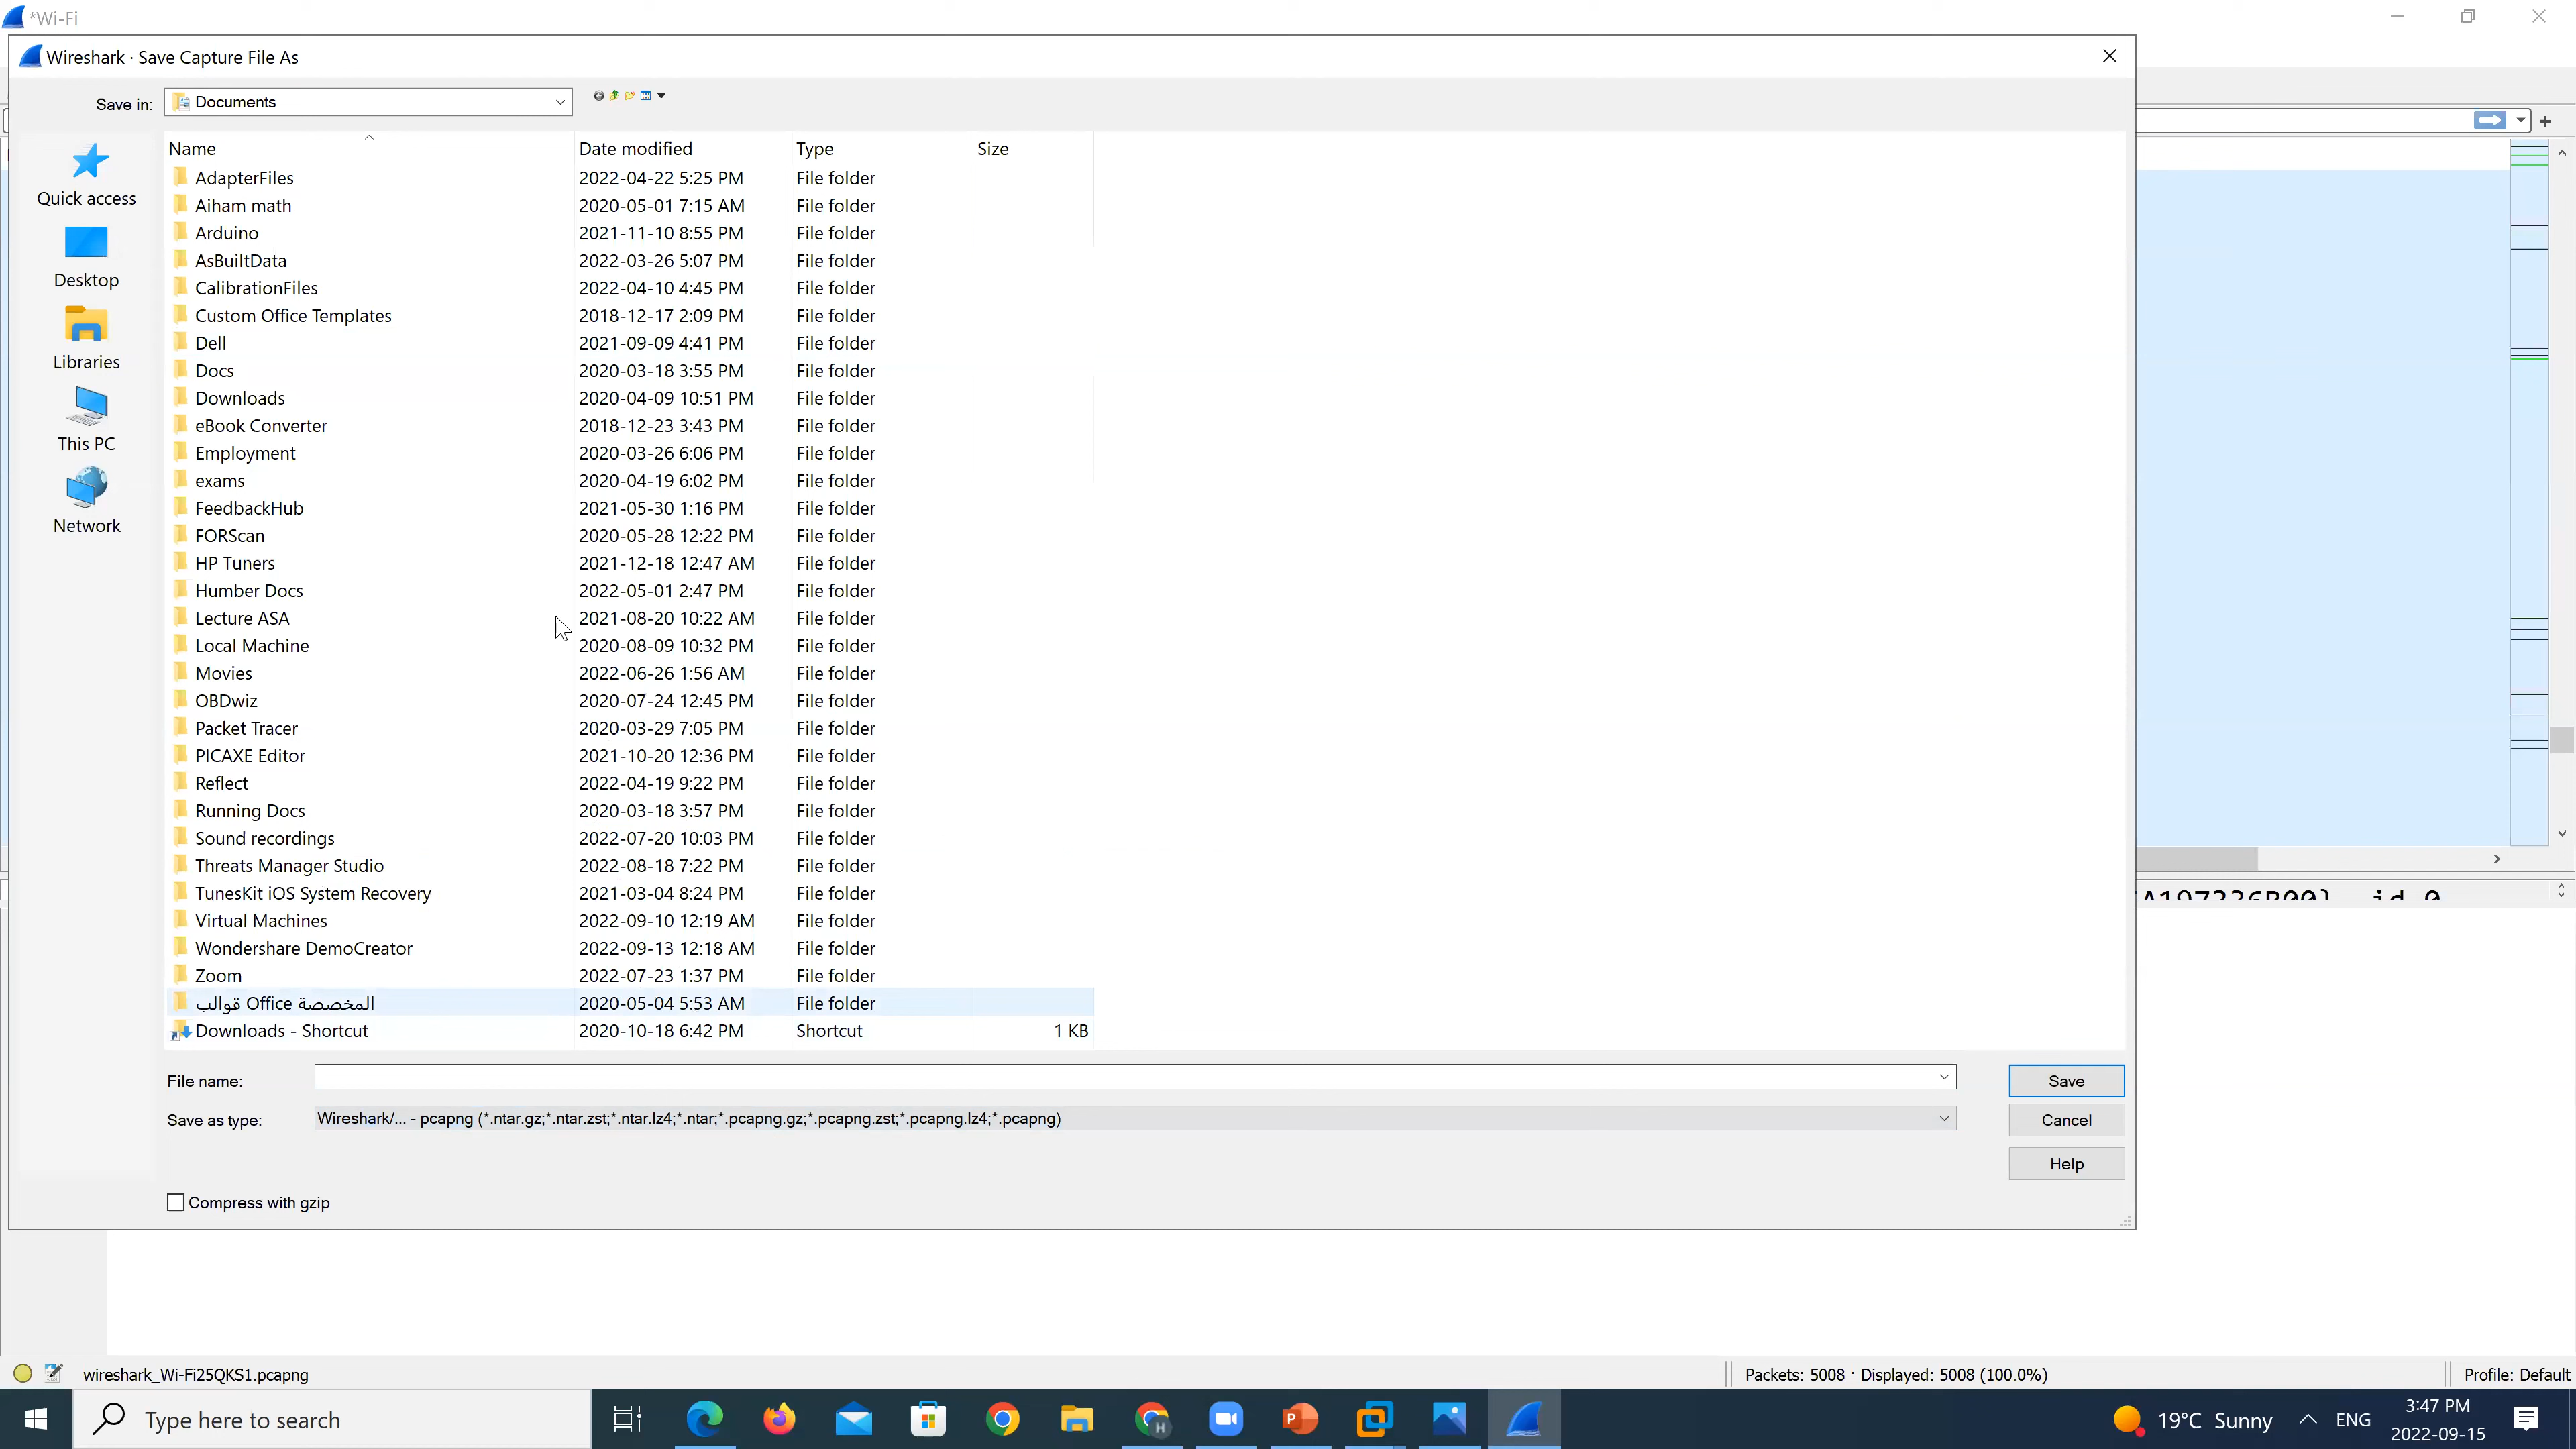 *Wi-Fi
Wireshark · Save Capture File As
Save in:
Documents
Quick access
Desktop
Libraries
This PC
Network
Name Date modified Type Size
AdapterFiles 2022-04-22 5:25 PM File folder
Aiham math 2020-05-01 7:15 AM File folder
Arduino 2021-11-10 8:55 PM File folder
AsBuiltData 2022-03-26 5:07 PM File folder
CalibrationFiles 2022-04-10 4:45 PM File folder
Custom Office Templates 2018-12-17 2:09 PM File folder
Dell 2021-09-09 4:41 PM File folder
Docs 2020-03-18 3:55 PM File folder
Downloads 2020-04-09 10:51 PM File folder
eBook Converter 2018-12-23 3:43 PM File folder
Employment 2020-03-26 6:06 PM File folder
exams 2020-04-19 6:02 PM File folder
FeedbackHub 2021-05-30 1:16 PM File folder
FORScan 2020-05-28 12:22 PM File folder
HP Tuners 2021-12-18 12:47 AM File folder
Humber Docs 2022-05-01 2:47 PM File folder
Lecture ASA 2021-08-20 10:22 AM File folder
Local Machine 2020-08-09 10:32 PM File folder
Movies 2022-06-26 1:56 AM File folder
OBDwiz 2020-07-24 12:45 PM File folder
Packet Tracer 2020-03-29 7:05 PM File folder
PICAXE Editor 2021-10-20 12:36 PM File folder
Reflect 2022-04-19 9:22 PM File folder
Running Docs 2020-03-18 3:57 PM File folder
Sound recordings 2022-07-20 10:03 PM File folder
Threats Manager Studio 2022-08-18 7:22 PM File folder
TunesKit iOS System Recovery 2021-03-04 8:24 PM File folder
Virtual Machines 2022-09-10 12:19 AM File folder
Wondershare DemoCreator 2022-09-13 12:18 AM File folder
Zoom 2022-07-23 1:37 PM File folder
قوالب Office المخصصة 2020-05-04 5:53 AM File folder
Downloads - Shortcut 2020-10-18 6:42 PM Shortcut 1 KB
File name:
Save
Save as type: Wireshark/... - pcapng (*.ntar.gz;*.ntar.zst;*.ntar.lz4;*.ntar;*.pcapng.gz;*.pcapng.zst;*.pcapng.lz4;*.pcapng)
Cancel
Help
Compress with gzip
wireshark_Wi-Fi25QKS1.pcapng
Packets: 5008 · Displayed: 5008 (100.0%)
Profile: Default
Type here to search
19°C Sunny
ENG
3:47 PM
2022-09-15